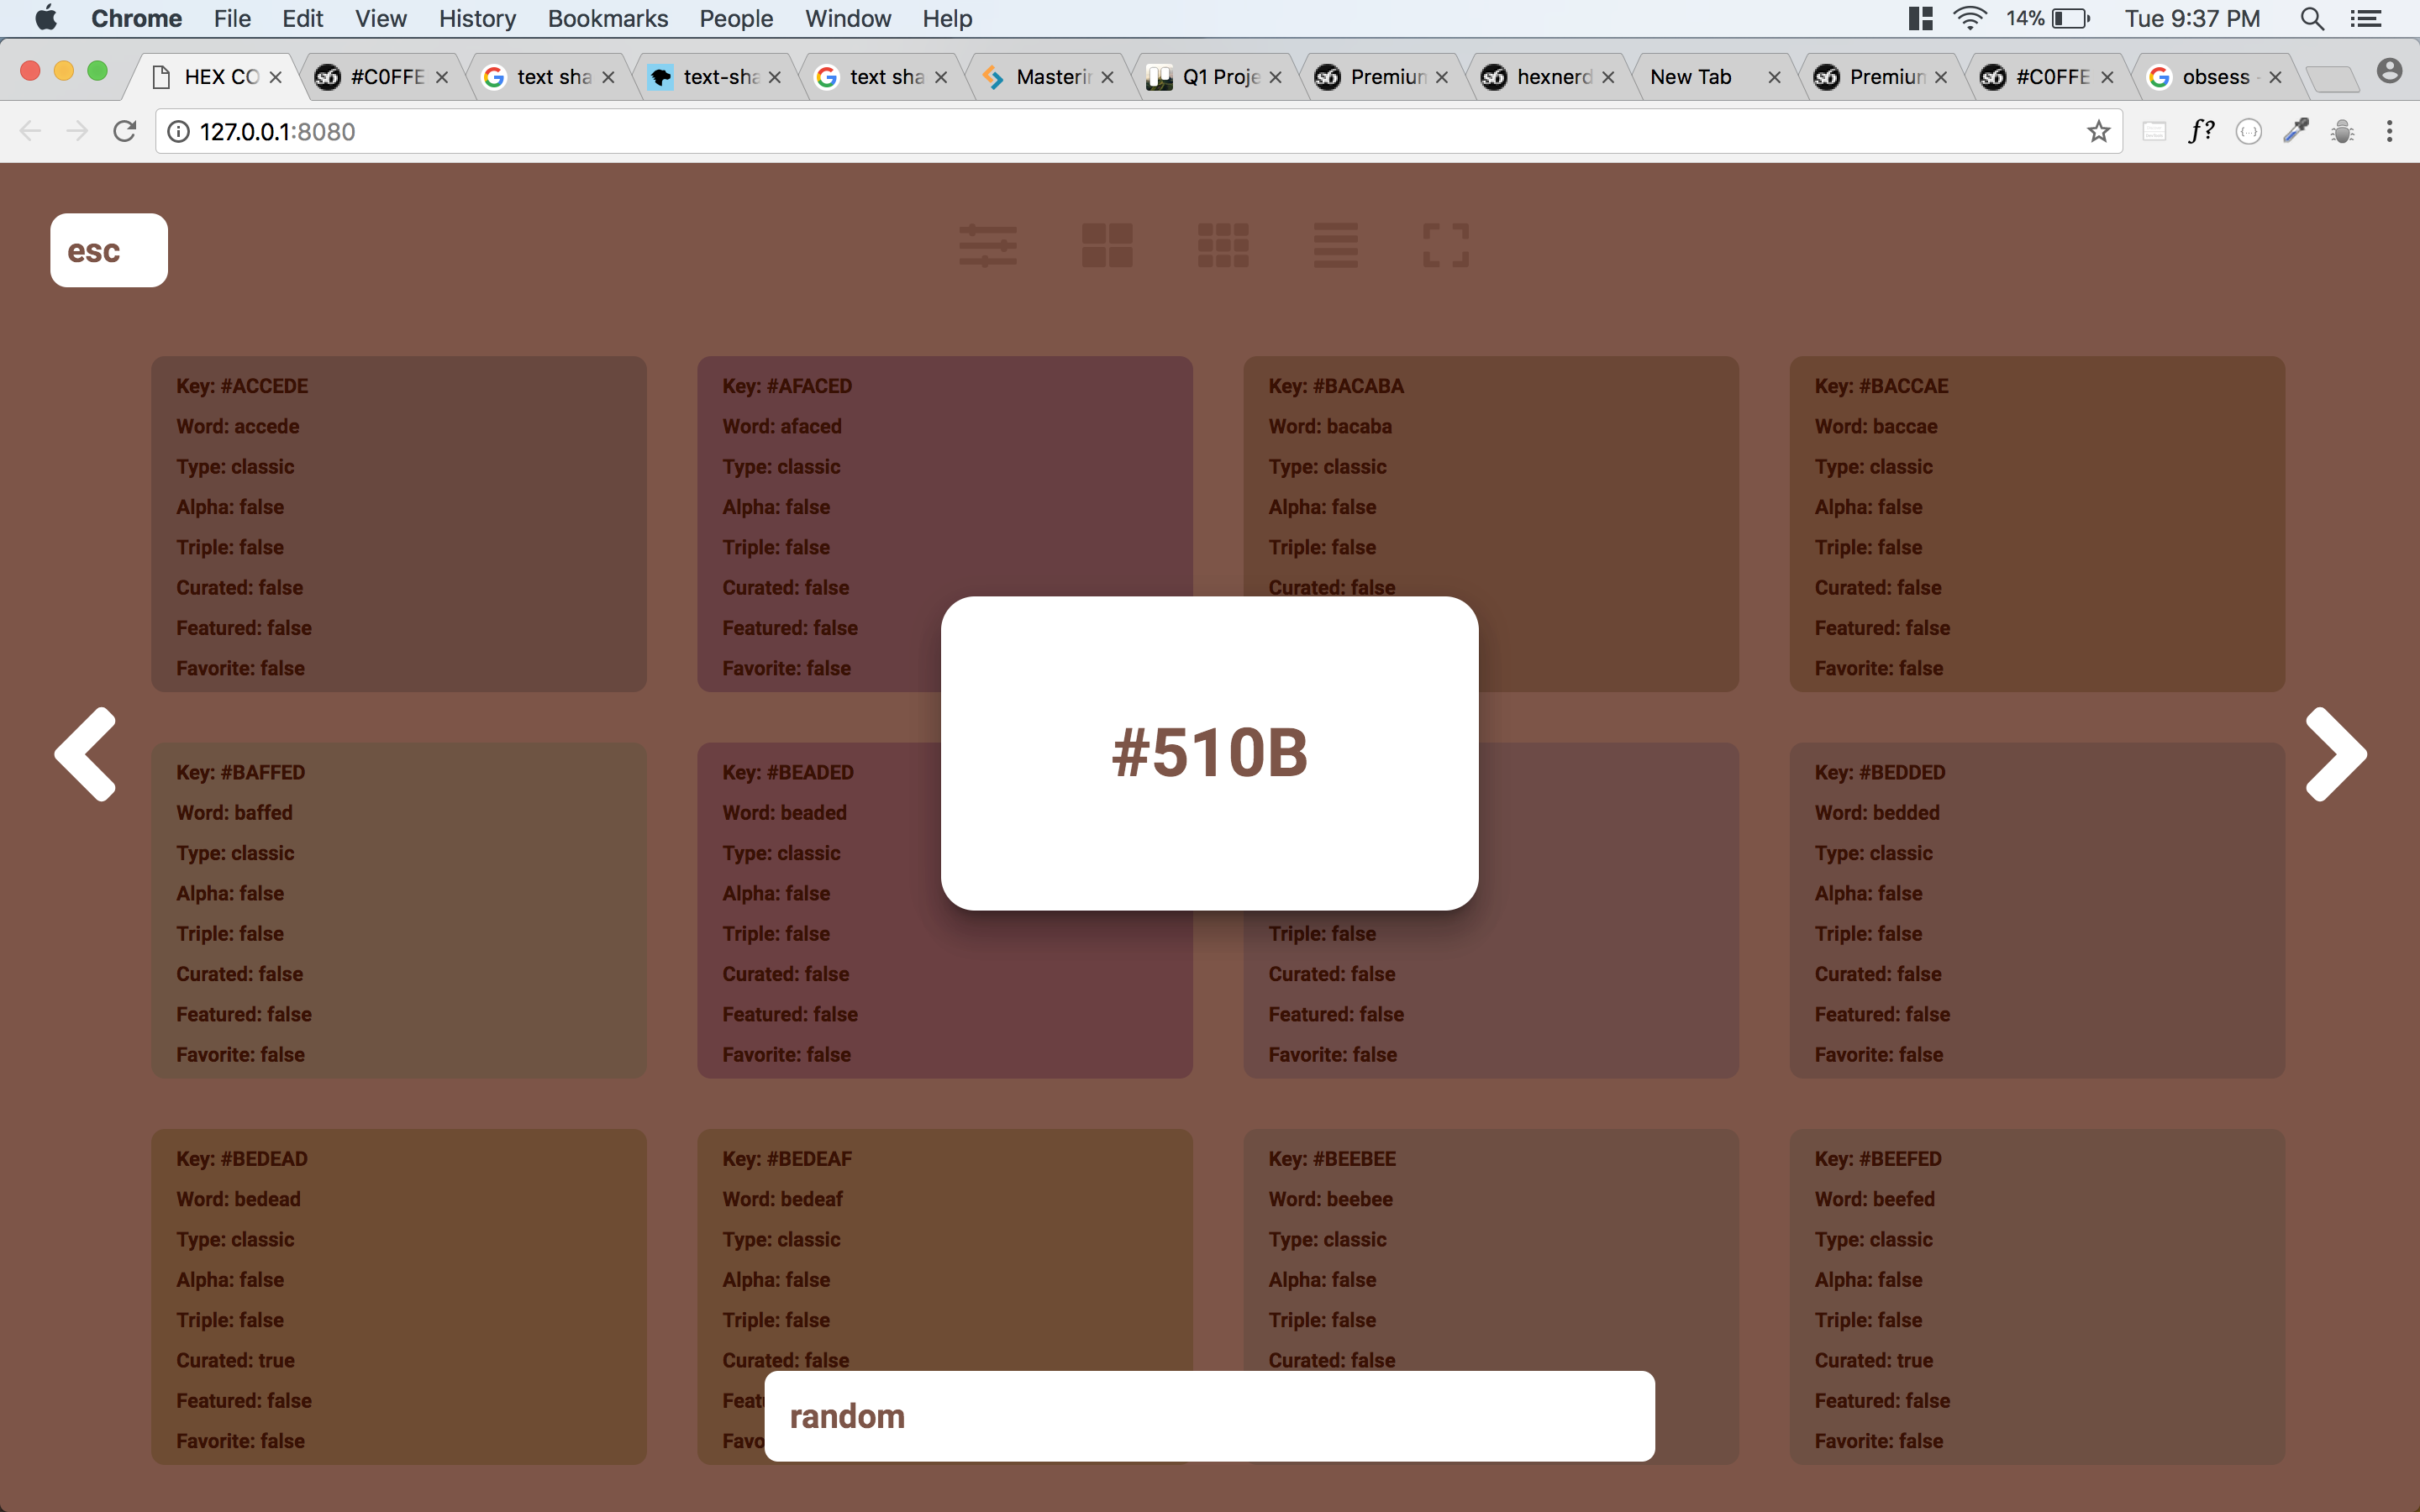 Chrome File Edit View History Bookmarks People Window Help 14% Tue 9:37 PM
HEX CO #C0FFE text sha text-sha text sha Masterin Q1 Proje Premiun hexnerd New Tab Premiun #C0FFE obsess -
127.0.0.1:8080 f?
esc
Key: #ACCEDE
Word: accede
Type: classic
Alpha: false
Triple: false
Curated: false
Featured: false
Favorite: false
Key: #AFACED
Word: afaced
Type: classic
Alpha: false
Triple: false
Curated: false
Featured: false
Favorite: false
Key: #BACABA
Word: bacaba
Type: classic
Alpha: false
Triple: false
Curated: false
Key: #BACCAE
Word: baccae
Type: classic
Alpha: false
Triple: false
Curated: false
Featured: false
Favorite: false
#510B
Key: #BAFFED
Word: baffed
Type: classic
Alpha: false
Triple: false
Curated: false
Featured: false
Favorite: false
Key: #BEADED
Word: beaded
Type: classic
Alpha: false
Triple: false
Curated: false
Featured: false
Favorite: false
Triple: false
Curated: false
Featured: false
Favorite: false
Key: #BEDDED
Word: bedded
Type: classic
Alpha: false
Triple: false
Curated: false
Featured: false
Favorite: false
Key: #BEDEAD
Word: bedead
Type: classic
Alpha: false
Triple: false
Curated: true
Featured: false
Favorite: false
Key: #BEDEAF
Word: bedeaf
Type: classic
Alpha: false
Triple: false
Curated: false
Feat
Favo
Key: #BEEBEE
Word: beebee
Type: classic
Alpha: false
Triple: false
Curated: false
Key: #BEEFED
Word: beefed
Type: classic
Alpha: false
Triple: false
Curated: true
Featured: false
Favorite: false
random